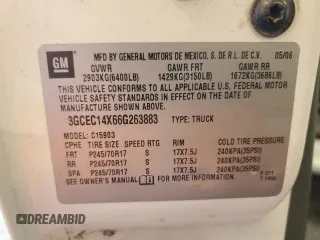 GM
MFD BY GENERAL MOTORS DE MEXICO, S. DE R.L. DE C.V. 05/06
GVWR GAWR FRT GAWR RR
2903KG(6400LB) 1429KG(3150LB) 1672KG(3686LB)
THIS VEHICLE CONFORMS TO ALL APPLICABLE U.S. FEDERAL MOTOR
VEHICLE SAFETY STANDARDS IN EFFECT ON THE DATE OF
MANUFACTURE SHOWN ABOVE.
3GCEC14X66G263883 TYPE: TRUCK
MODEL: C15903
CPHE TIRE SIZE SPEED RTG RIM COLD TIRE PRESSURE
FRT P245/70R17 S 17X7.5J 240KPA(35PSI)
RR P245/70R17 S 17X7.5J 240KPA(35PSI)
SPA P245/70R17 S 17X7.5J 240KPA(35PSI)
SEE OWNER'S MANUAL FOR ADDITIONAL INFORMATION.
DREAMBID